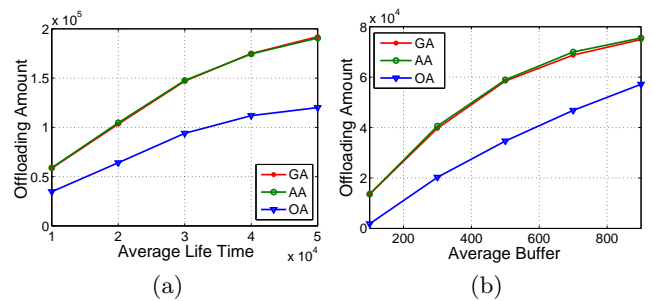 x 10^5
2
1.5
1
0.5
0
Offloading Amount
GA
AA
OA
1 2 3 4 5
Average Life Time
x 10^4
(a)
x 10^4
8
6
4
2
0
Offloading Amount
GA
AA
OA
200 400 600 800
Average Buffer
(b)